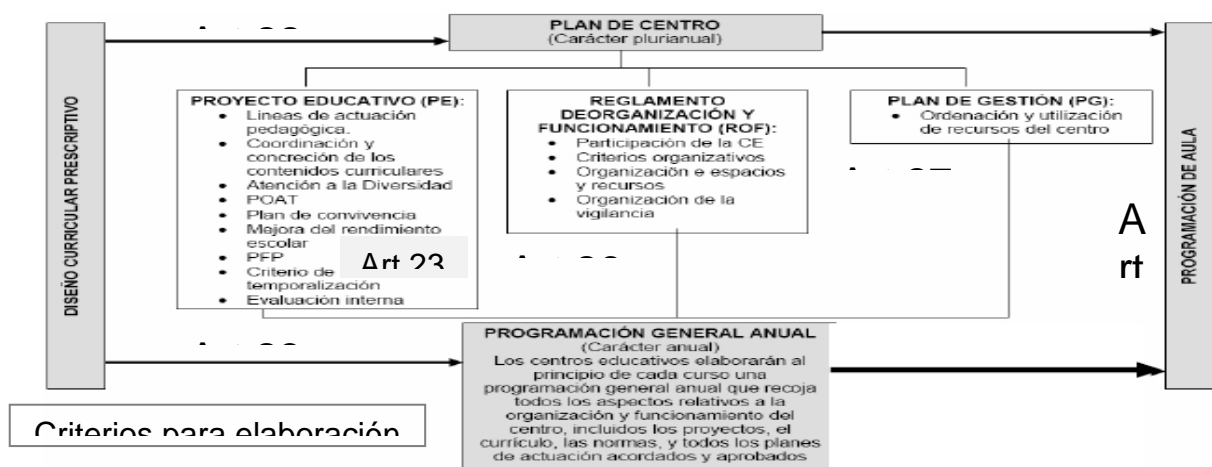 PLAN DE CENTRO
(Carácter plurianual)
DISEÑO CURRICULAR PRESCRIPTIVO
PROYECTO EDUCATIVO (PE):
• Lineas de actuación
pedagógica.
• Coordinación y
concreción de los
contenidos curriculares
• Atención a la Diversidad
• POAT
• Plan de convivencia
• Mejora del rendimiento
escolar
• PFP
• Criterio de
temporalización
• Evaluación interna
Art 23
REGLAMENTO
DEORGANIZACIÓN Y
FUNCIONAMIENTO (ROF):
• Participación de la CE
• Criterios organizativos
• Organización e espacios
y recursos
• Organización de la
vigilancia
PLAN DE GESTIÓN (PG):
• Ordenación y utilización
de recursos del centro
A
rt
PROGRAMACIÓN DE AULA
PROGRAMACIÓN GENERAL ANUAL
(Carácter anual)
Los centros educativos elaborarán al
principio de cada curso una
programación general anual que recoja
todos los aspectos relativos a la
organización y funcionamiento del
centro, incluidos los proyectos, el
currículo, las normas, y todos los planes
de actuación acordados y aprobados
Criterios para elaboración